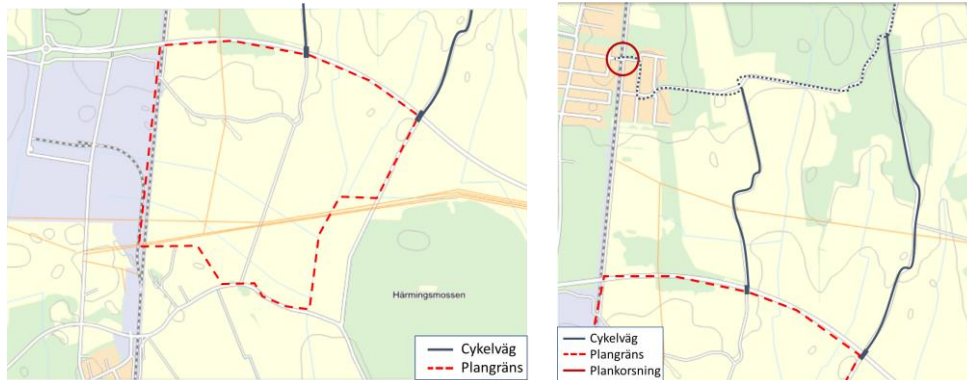 Härmingsmossen
Cykelväg
Plangräns
Cykelväg
Plangräns
Plankorsning